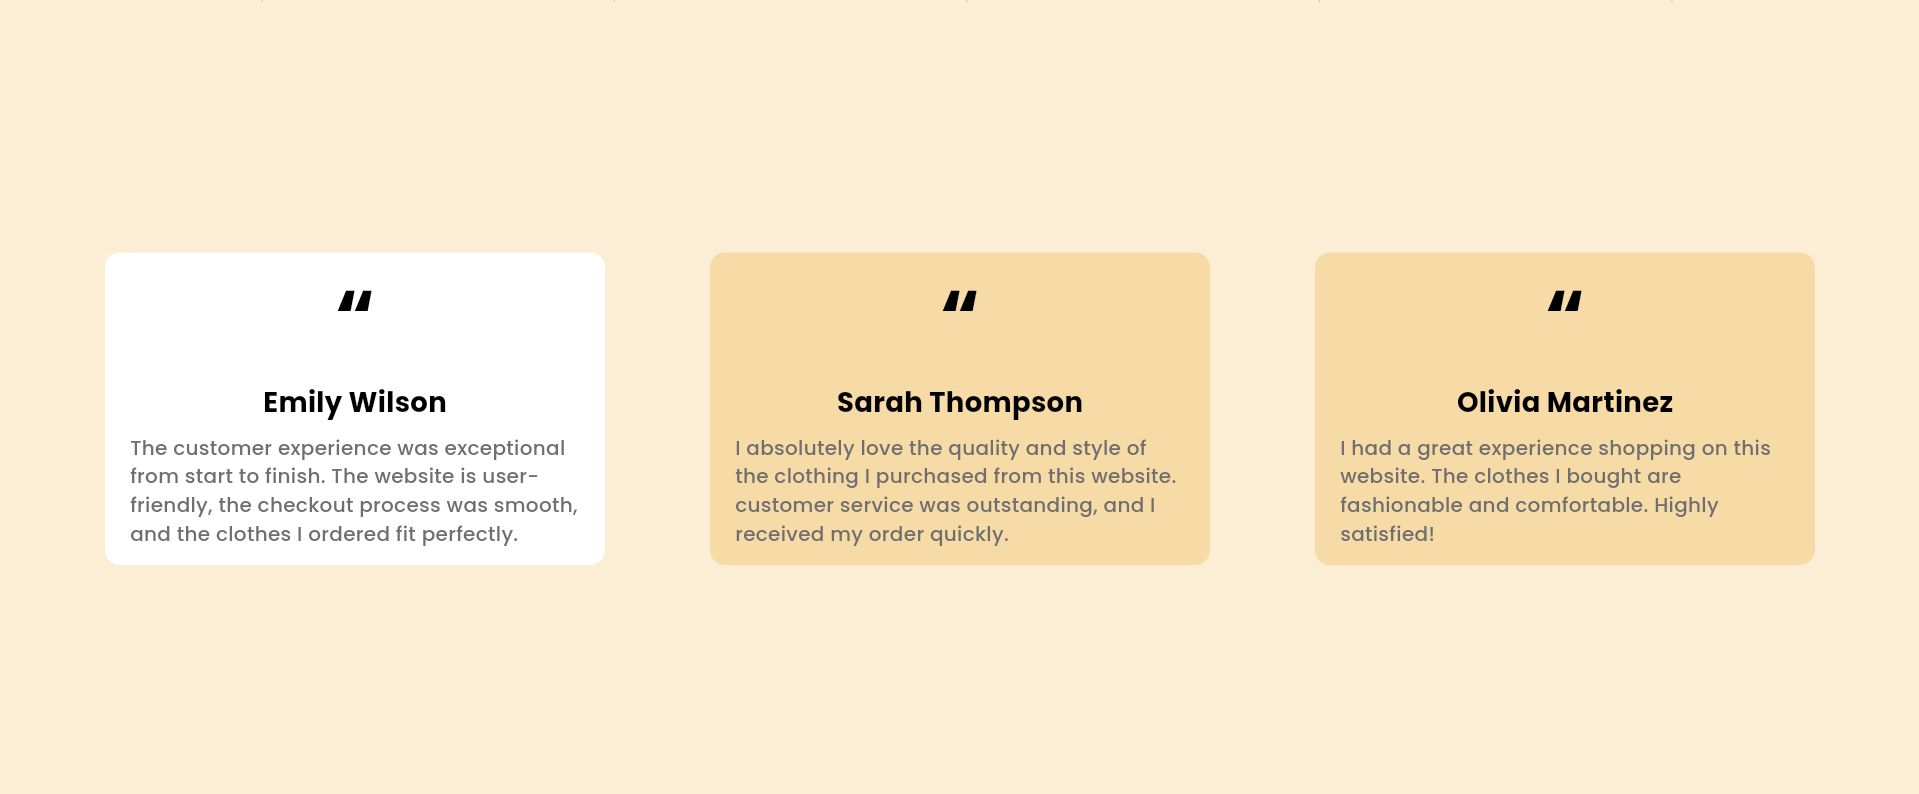 “
Emily Wilson
The customer experience was exceptional
from start to finish. The website is user-
friendly, the checkout process was smooth,
and the clothes I ordered fit perfectly.
“
Sarah Thompson
I absolutely love the quality and style of
the clothing I purchased from this website.
customer service was outstanding, and I
received my order quickly.
“
Olivia Martinez
I had a great experience shopping on this
website. The clothes I bought are
fashionable and comfortable. Highly
satisfied!